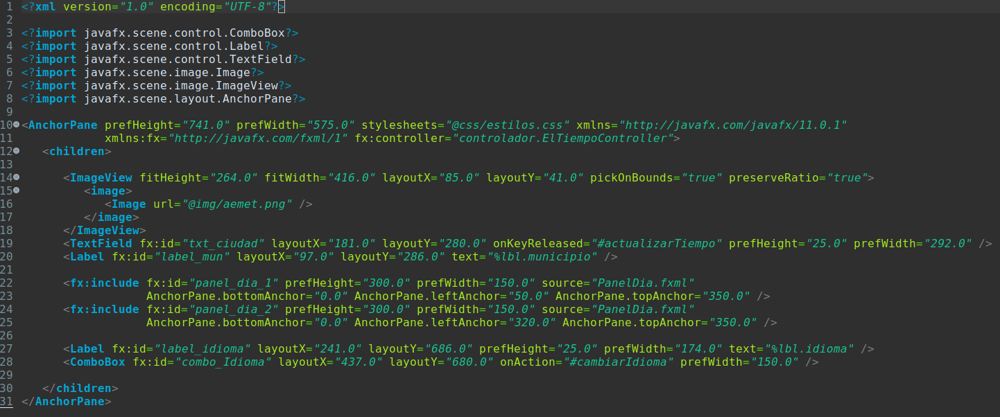 1 <?xml version="1.0" encoding="UTF-8"?>
2
3 <?import javafx.scene.control.ComboBox?>
4 <?import javafx.scene.control.Label?>
5 <?import javafx.scene.control.TextField?>
6 <?import javafx.scene.image.Image?>
7 <?import javafx.scene.image.ImageView?>
8 <?import javafx.scene.layout.AnchorPane?>
9
10 <AnchorPane prefHeight="741.0" prefWidth="575.0" stylesheets="@css/estilos.css" xmlns="http://javafx.com/javafx/11.0.1"
11             xmlns:fx="http://javafx.com/fxml/1" fx:controller="controlador.ElTiempoController">
12    <children>
13
14       <ImageView fitHeight="264.0" fitWidth="416.0" layoutX="85.0" layoutY="41.0" pickOnBounds="true" preserveRatio="true">
15          <image>
16             <Image url="@img/aemet.png" />
17          </image>
18       </ImageView>
19       <TextField fx:id="txt_ciudad" layoutX="181.0" layoutY="280.0" onKeyReleased="#actualizarTiempo" prefHeight="25.0" prefWidth="292.0" />
20       <Label fx:id="label_mun" layoutX="97.0" layoutY="286.0" text="%lbl.municipio" />
21
22       <fx:include fx:id="panel_dia_1" prefHeight="300.0" prefWidth="150.0" source="PanelDia.fxml"
23                   AnchorPane.bottomAnchor="0.0" AnchorPane.leftAnchor="50.0" AnchorPane.topAnchor="350.0" />
24       <fx:include fx:id="panel_dia_2" prefHeight="300.0" prefWidth="150.0" source="PanelDia.fxml"
25                   AnchorPane.bottomAnchor="0.0" AnchorPane.leftAnchor="320.0" AnchorPane.topAnchor="350.0" />
26
27       <Label fx:id="label_idioma" layoutX="241.0" layoutY="686.0" prefHeight="25.0" prefWidth="174.0" text="%lbl.idioma" />
28       <ComboBox fx:id="combo_Idioma" layoutX="437.0" layoutY="680.0" onAction="#cambiarIdioma" prefWidth="150.0" />
29
30    </children>
31 </AnchorPane>